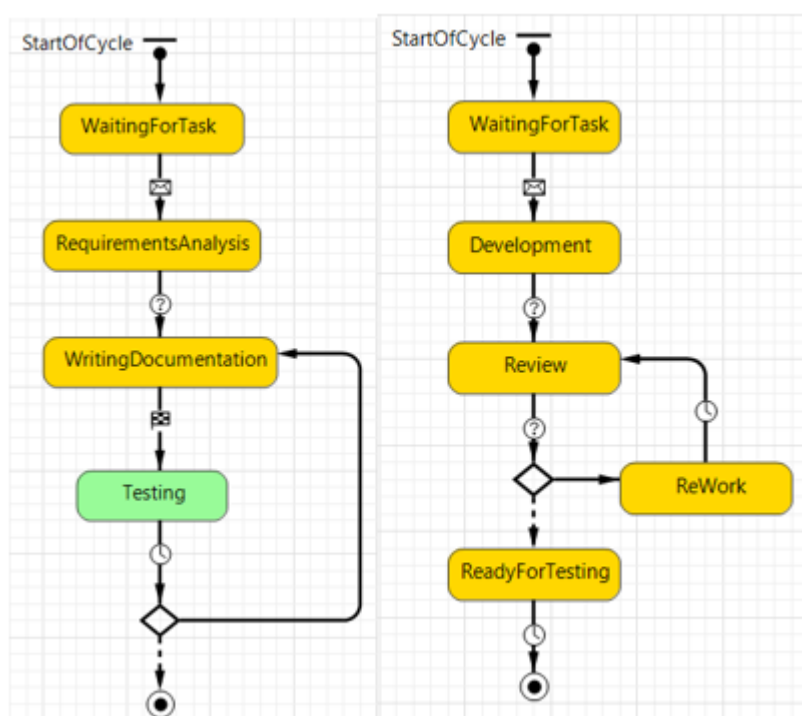 StartOfCycle
WaitingForTask
RequirementsAnalysis
?
WritingDocumentation
Testing
StartOfCycle
WaitingForTask
Development
?
Review
?
ReWork
ReadyForTesting